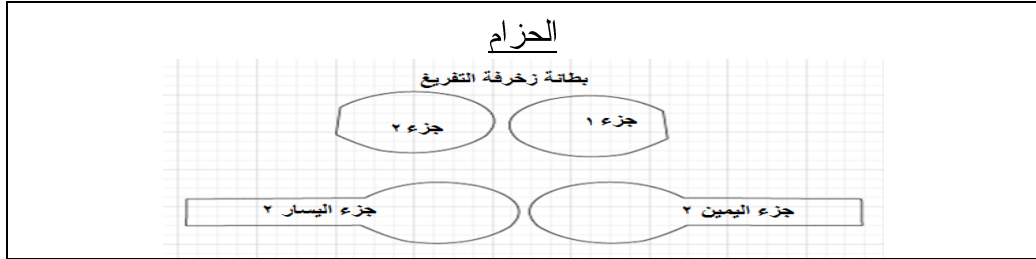 الحزام
بطانة زخرفة التفريغ
جزء ١
جزء ٢
جزء اليمين ٢
جزء اليسار ٢